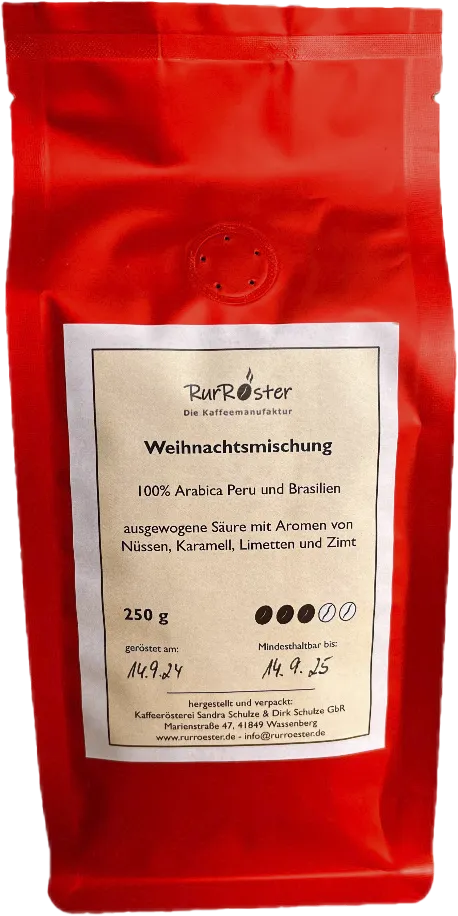 RurRöster
Die Kaffeemanufaktur
Weihnachtsmischung
100% Arabica Peru und Brasilien
ausgewogene Säure mit Aromen von
Nüssen, Karamell, Limetten und Zimt
250 g
geröstet am: Mindesthaltbar bis:
14.9.24 14.9.25
hergestellt und verpackt:
Kaffeerösterei Sandra Schulze & Dirk Schulze GbR
Marienstraße 47, 41849 Wassenberg
www.rurroester.de - info@rurroester.de